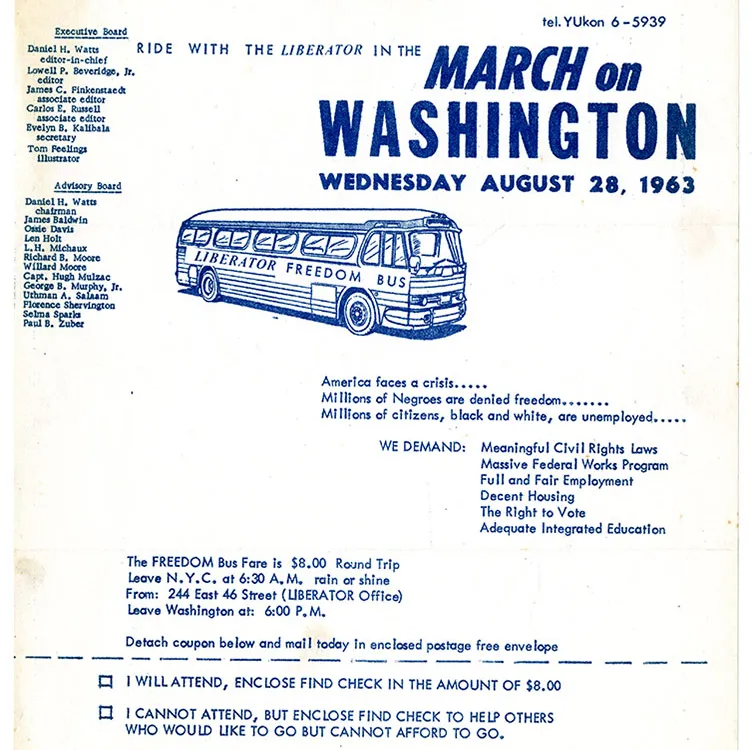 tel. YUkon 6-5939
RIDE WITH THE LIBERATOR IN THE
MARCH on
WASHINGTON
WEDNESDAY AUGUST 28, 1963
Executive Board
Daniel H. Watts
editor-in-chief
Lowell P. Beveridge, Jr.
editor
James C. Finkenstaedt
associate editor
Carlos E. Russell
associate editor
Evelyn B. Kalibala
secretary
Tom Feelings
illustrator
Advisory Board
Daniel H. Watts
chairman
James Baldwin
Ossie Davis
Len Holt
L.H. Michaux
Richard B. Moore
Willard Moore
Capt. Hugh Mulzac
George B. Murphy, Jr.
Uthman A. Salaam
Florence Shervington
Selma Sparks
Paul B. Zuber
LIBERATOR FREEDOM BUS
America faces a crisis.....
Millions of Negroes are denied freedom.......
Millions of citizens, black and white, are unemployed.....
WE DEMAND: Meaningful Civil Rights Laws
Massive Federal Works Program
Full and Fair Employment
Decent Housing
The Right to Vote
Adequate Integrated Education
The FREEDOM Bus Fare is $8.00 Round Trip
Leave N.Y.C. at 6:30 A.M. rain or shine
From: 244 East 46 Street (LIBERATOR Office)
Leave Washington at: 6:00 P.M.
Detach coupon below and mail today in enclosed postage free envelope
I WILL ATTEND, ENCLOSE FIND CHECK IN THE AMOUNT OF $8.00
I CANNOT ATTEND, BUT ENCLOSE FIND CHECK TO HELP OTHERS
WHO WOULD LIKE TO GO BUT CANNOT AFFORD TO GO.